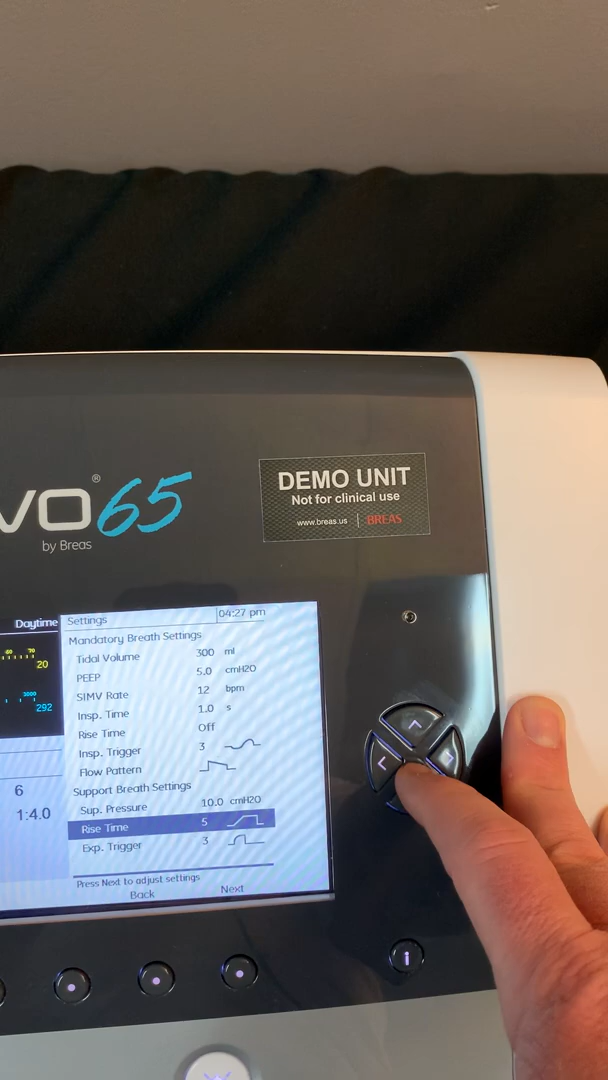 VO® 65
by Breas
DEMO UNIT
Not for clinical use
www.breas.us | BREAS
Daytime
20
3000
292
6
1:4.0
Settings 04:27 pm
Mandatory Breath Settings
Tidal Volume 300 ml
PEEP 5.0 cmH2O
SIMV Rate 12 bpm
Insp. Time 1.0 s
Rise Time Off
Insp. Trigger 3
Flow Pattern
Support Breath Settings
Sup. Pressure 10.0 cmH2O
Rise Time 5
Exp. Trigger 3
Press Next to adjust settings
Back Next
i